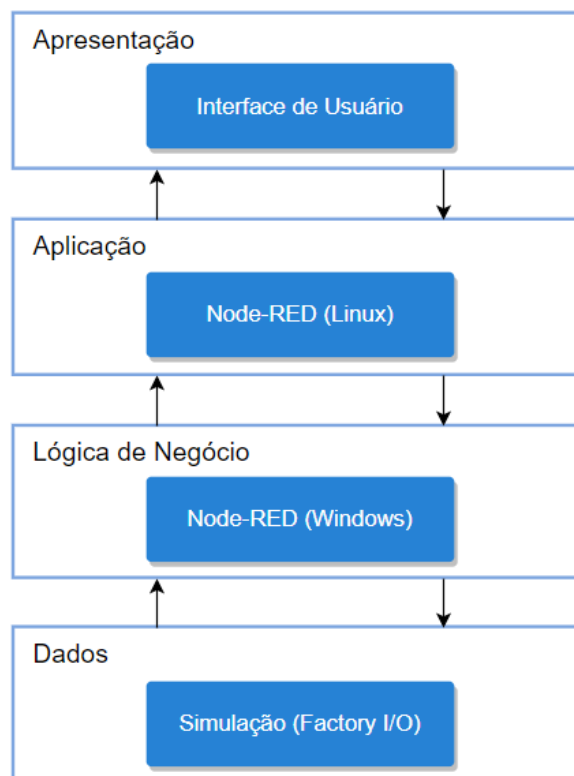 Apresentação
Interface de Usuário
Aplicação
Node-RED (Linux)
Lógica de Negócio
Node-RED (Windows)
Dados
Simulação (Factory I/O)